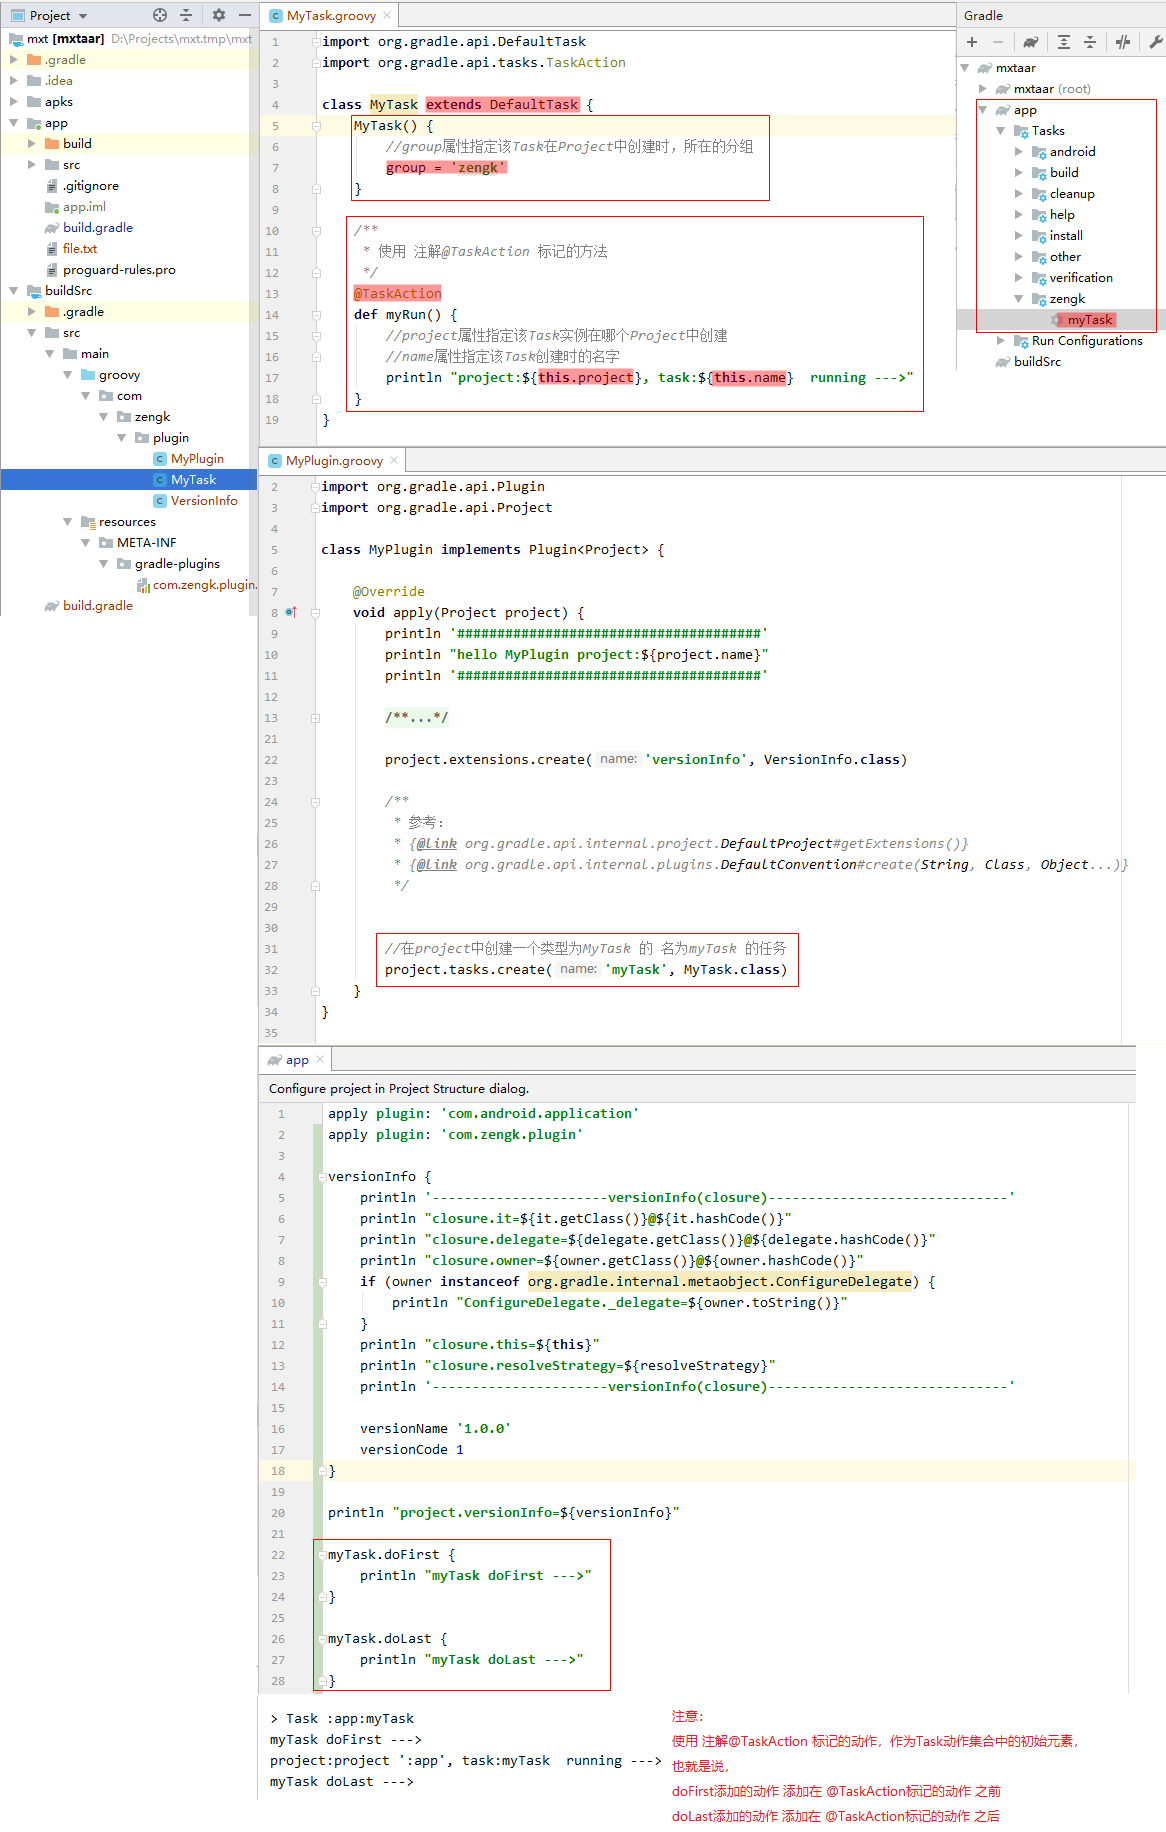 Project
mxt [mxtaar] D:\Projects\mxt.tmp\mxt
.gradle
.idea
apks
app
build
src
.gitignore
app.iml
build.gradle
file.txt
proguard-rules.pro
buildSrc
.gradle
src
main
groovy
com
zengk
plugin
MyPlugin
MyTask
VersionInfo
resources
META-INF
gradle-plugins
com.zengk.plugin.
build.gradle
MyTask.groovy
1 import org.gradle.api.DefaultTask
2 import org.gradle.api.tasks.TaskAction
3
4 class MyTask extends DefaultTask {
5 MyTask() {
6 //group属性指定该Task在Project中创建时，所在的分组
7 group = 'zengk'
8 }
9
10 /**
11 * 使用 注解@TaskAction 标记的方法
12 */
13 @TaskAction
14 def myRun() {
15 //project属性指定该Task实例在哪个Project中创建
16 //name属性指定该Task创建时的名字
17 println "project:${this.project}, task:${this.name}  running --->"
18 }
19 }
Gradle
mxtaar
mxtaar (root)
app
Tasks
android
build
cleanup
help
install
other
verification
zengk
myTask
Run Configurations
buildSrc
MyPlugin.groovy
2 import org.gradle.api.Plugin
3 import org.gradle.api.Project
4
5 class MyPlugin implements Plugin<Project> {
6
7 @Override
8 void apply(Project project) {
9 println '######################################'
10 println "hello MyPlugin project:${project.name}"
11 println '######################################'
12
13 /**...*/
21
22 project.extensions.create( name: 'versionInfo', VersionInfo.class)
23
24 /**
25 * 参考：
26 * {@link org.gradle.api.internal.project.DefaultProject#getExtensions()}
27 * {@link org.gradle.api.internal.plugins.DefaultConvention#create(String, Class, Object...)}
28 */
29
30
31 //在project中创建一个类型为MyTask 的 名为myTask 的任务
32 project.tasks.create( name: 'myTask', MyTask.class)
33 }
34 }
35
app
Configure project in Project Structure dialog.
1 apply plugin: 'com.android.application'
2 apply plugin: 'com.zengk.plugin'
3
4 versionInfo {
5 println '----------------------versionInfo(closure)------------------------------'
6 println "closure.it=${it.getClass()}@${it.hashCode()}"
7 println "closure.delegate=${delegate.getClass()}@${delegate.hashCode()}"
8 println "closure.owner=${owner.getClass()}@${owner.hashCode()}"
9 if (owner instanceof org.gradle.internal.metaobject.ConfigureDelegate) {
10 println "ConfigureDelegate._delegate=${owner.toString()}"
11 }
12 println "closure.this=${this}"
13 println "closure.resolveStrategy=${resolveStrategy}"
14 println '----------------------versionInfo(closure)------------------------------'
15
16 versionName '1.0.0'
17 versionCode 1
18 }
19
20 println "project.versionInfo=${versionInfo}"
21
22 myTask.doFirst {
23 println "myTask doFirst --->"
24 }
25
26 myTask.doLast {
27 println "myTask doLast --->"
28 }
> Task :app:myTask
myTask doFirst --->
project:project ':app', task:myTask  running --->
myTask doLast --->
注意：
使用 注解@TaskAction 标记的动作，作为Task动作集合中的初始元素，
也就是说，
doFirst添加的动作 添加在 @TaskAction标记的动作 之前
doLast添加的动作 添加在 @TaskAction标记的动作 之后